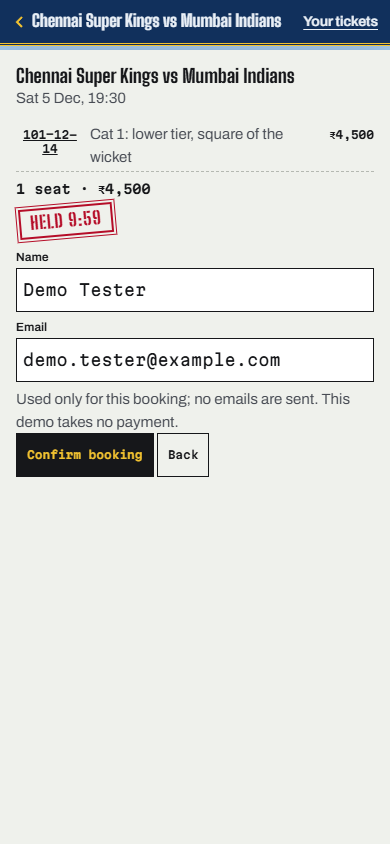 Chennai Super Kings vs Mumbai Indians Your tickets
Chennai Super Kings vs Mumbai Indians
Sat 5 Dec, 19:30
101-12-14 Cat 1: lower tier, square of the wicket ₹4,500
1 seat · ₹4,500
HELD 9:59
Name
Demo Tester
Email
demo.tester@example.com
Used only for this booking; no emails are sent. This
demo takes no payment.
Confirm booking Back